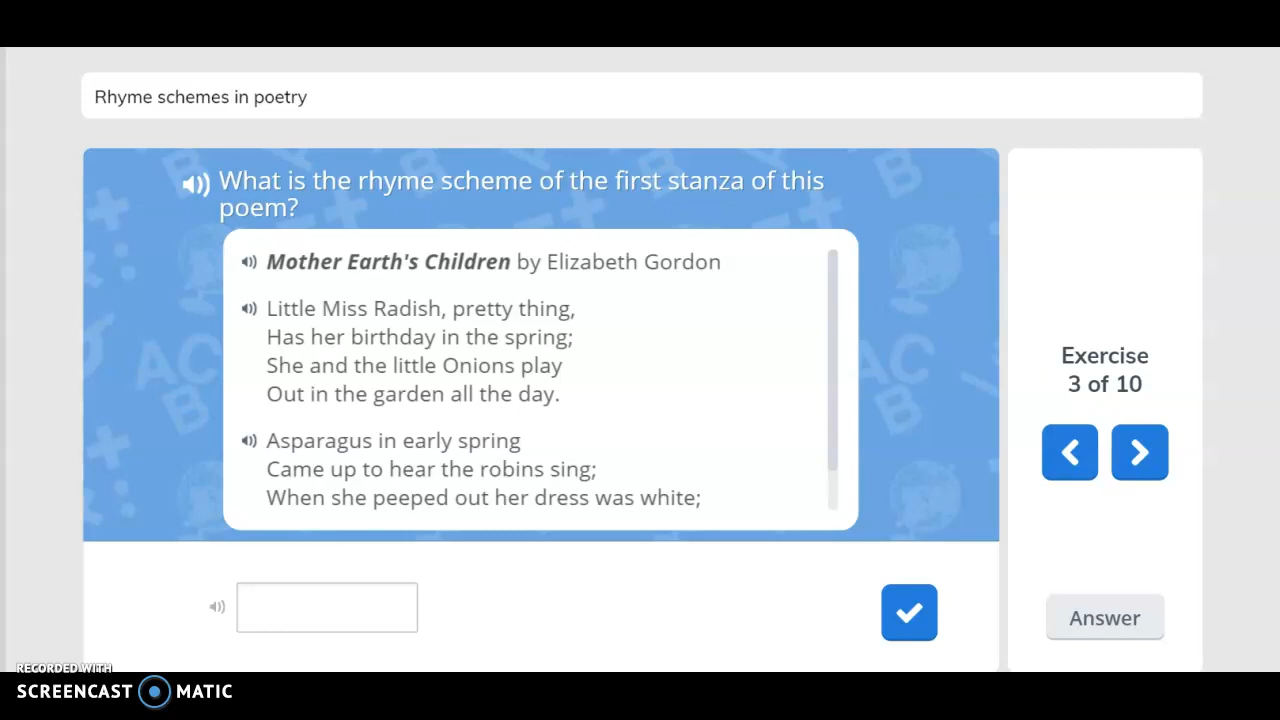 Rhyme schemes in poetry
What is the rhyme scheme of the first stanza of this
poem?
Mother Earth's Children by Elizabeth Gordon
Little Miss Radish, pretty thing,
Has her birthday in the spring;
She and the little Onions play
Out in the garden all the day.
Asparagus in early spring
Came up to hear the robins sing;
When she peeped out her dress was white;
Exercise
3 of 10
Answer
RECORDED WITH
SCREENCAST MATIC